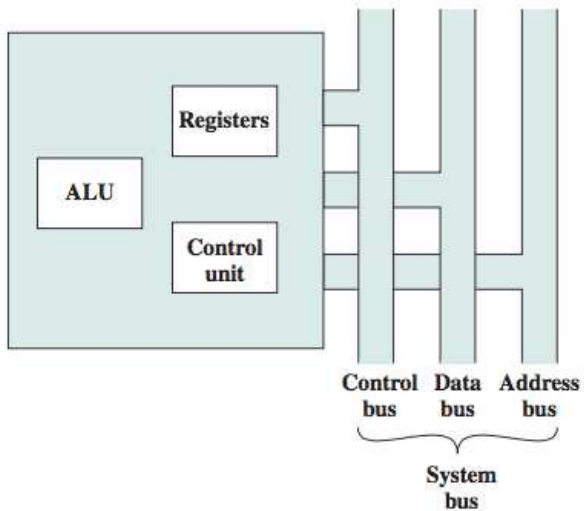 Registers
ALU
Control
unit
Control Data Address
bus bus bus
System
bus